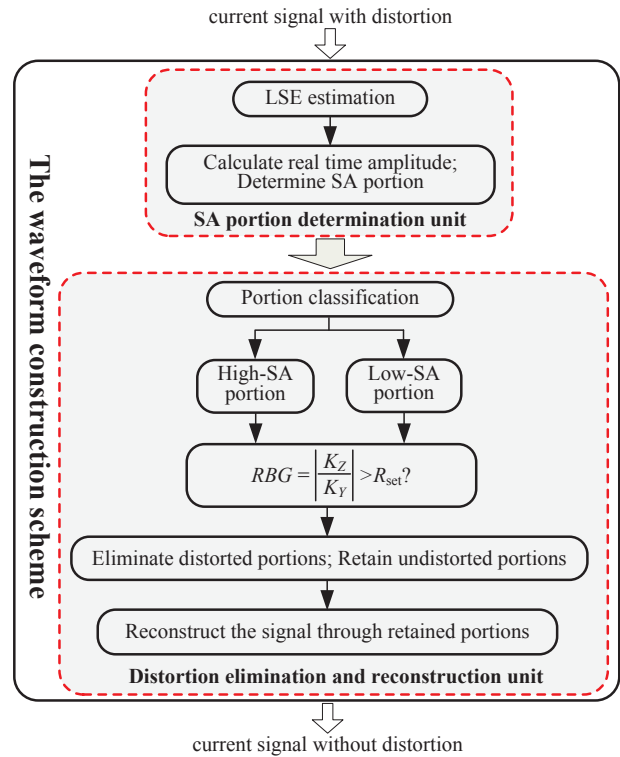 current signal with distortion
The waveform construction scheme
LSE estimation
Calculate real time amplitude;
Determine SA portion
SA portion determination unit
Portion classification
High-SA
portion
Low-SA
portion
RBG = |K_Z / K_Y| > R_set?
Eliminate distorted portions; Retain undistorted portions
Reconstruct the signal through retained portions
Distortion elimination and reconstruction unit
current signal without distortion